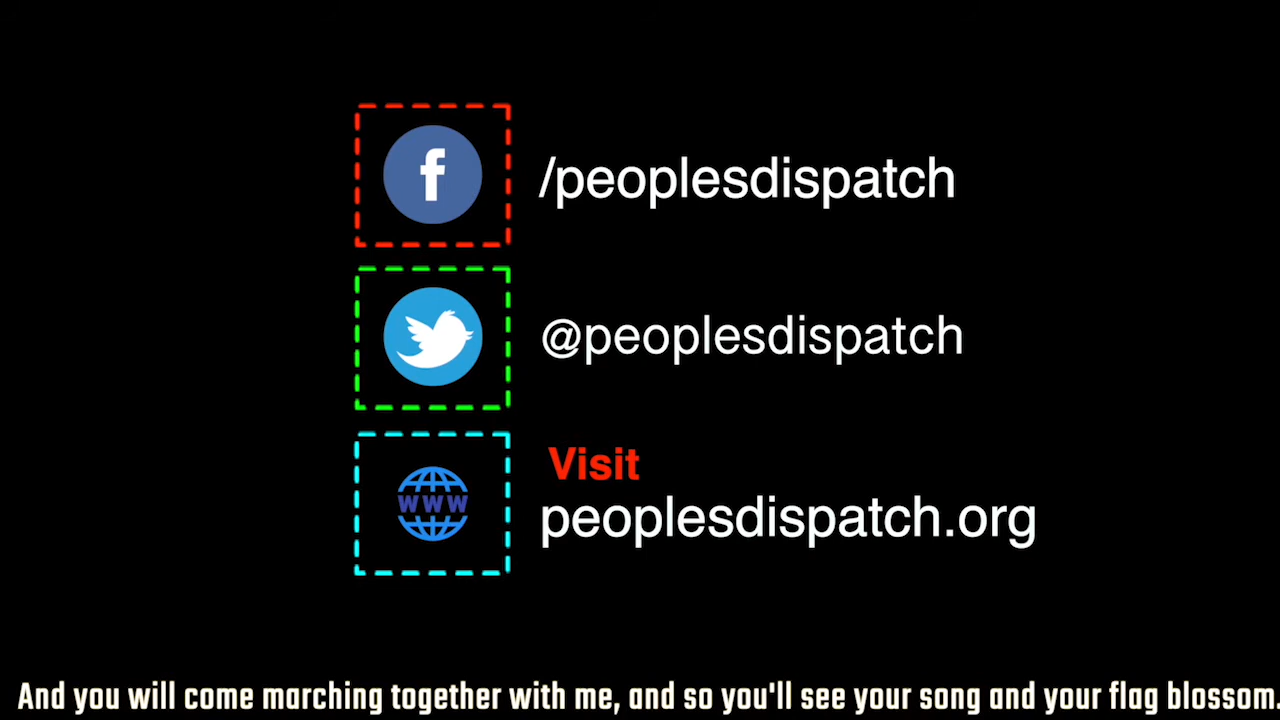 f
/peoplesdispatch
@peoplesdispatch
Visit
WWW
peoplesdispatch.org
And you will come marching together with me, and so you'll see your song and your flag blossom.